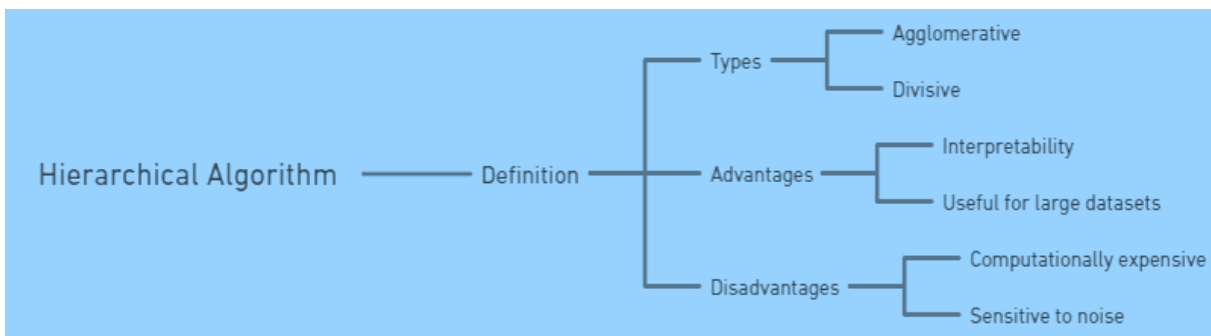 Hierarchical Algorithm
Definition
Types
Agglomerative
Divisive
Advantages
Interpretability
Useful for large datasets
Disadvantages
Computationally expensive
Sensitive to noise